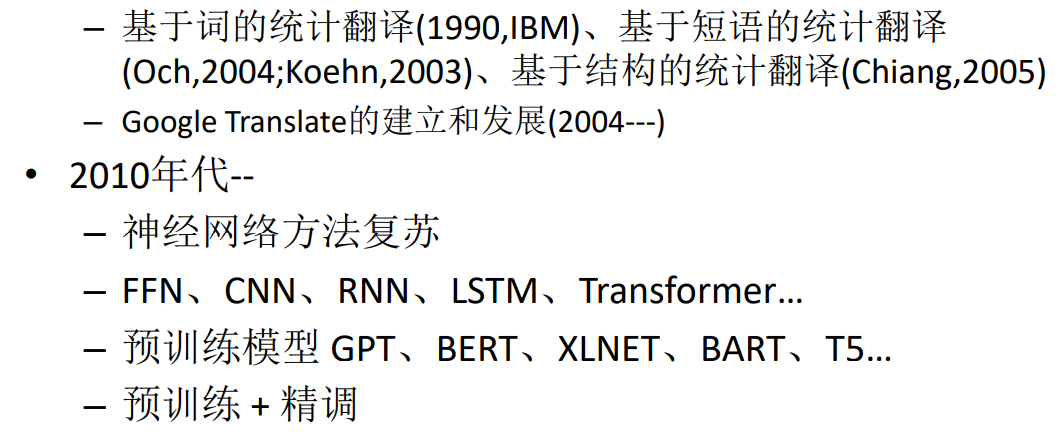 – 基于词的统计翻译(1990,IBM)、基于短语的统计翻译
(Och,2004;Koehn,2003)、基于结构的统计翻译(Chiang,2005)
– Google Translate的建立和发展(2004---)
• 2010年代--
– 神经网络方法复苏
– FFN、CNN、RNN、LSTM、Transformer…
– 预训练模型 GPT、BERT、XLNET、BART、T5…
– 预训练 + 精调